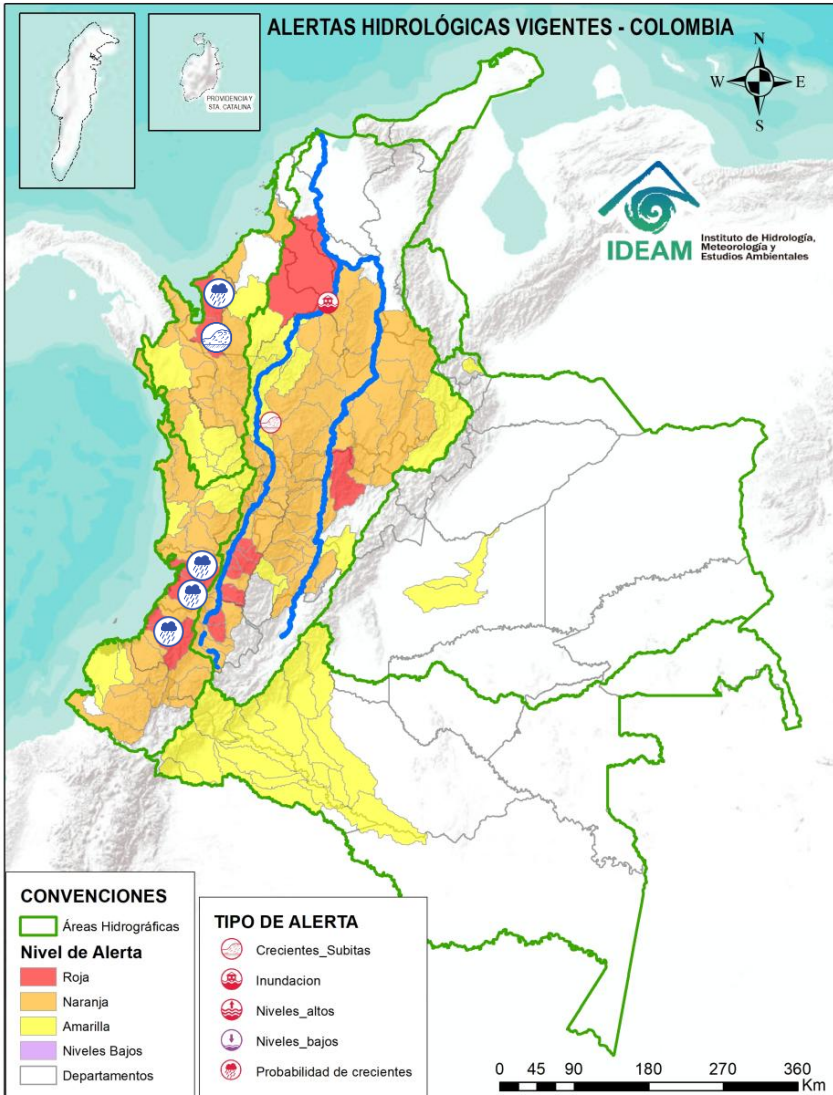 ALERTAS HIDROLÓGICAS VIGENTES - COLOMBIA
PROVIDENCIA Y
STA. CATALINA
N
W
E
S
IDEAM
Instituto de Hidrología,
Meteorología y
Estudios Ambientales
CONVENCIONES
Áreas Hidrográficas
Nivel de Alerta
Roja
Naranja
Amarilla
Niveles Bajos
Departamentos
TIPO DE ALERTA
Crecientes_Subitas
Inundacion
Niveles_altos
Niveles_bajos
Probabilidad de crecientes
0 45 90 180 270 360
Km